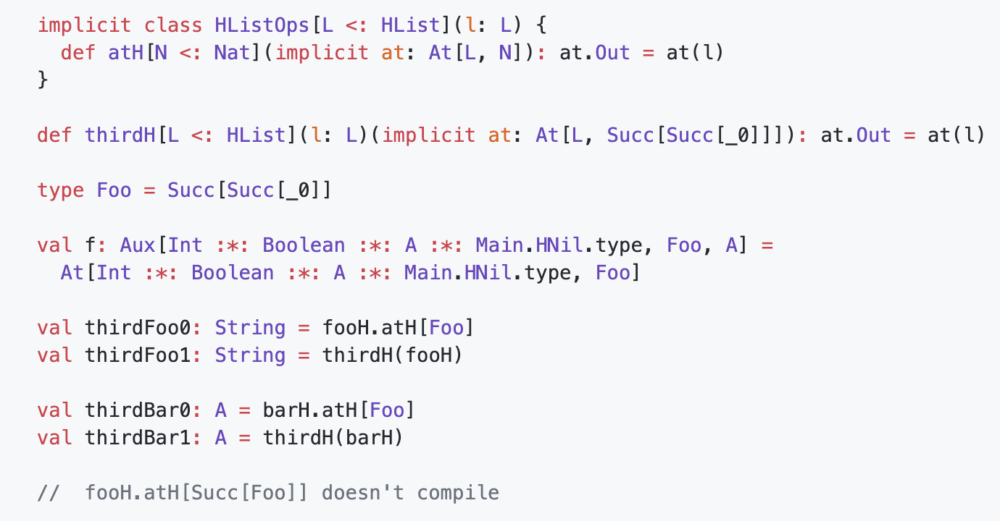 implicit class HListOps[L <: HList](l: L) {
  def atH[N <: Nat](implicit at: At[L, N]): at.Out = at(l)
}
def thirdH[L <: HList](l: L)(implicit at: At[L, Succ[Succ[_0]]]): at.Out = at(l)
type Foo = Succ[Succ[_0]]
val f: Aux[Int :*: Boolean :*: A :*: Main.HNil.type, Foo, A] =
  At[Int :*: Boolean :*: A :*: Main.HNil.type, Foo]
val thirdFoo0: String = fooH.atH[Foo]
val thirdFoo1: String = thirdH(fooH)
val thirdBar0: A = barH.atH[Foo]
val thirdBar1: A = thirdH(barH)
//  fooH.atH[Succ[Foo]] doesn't compile